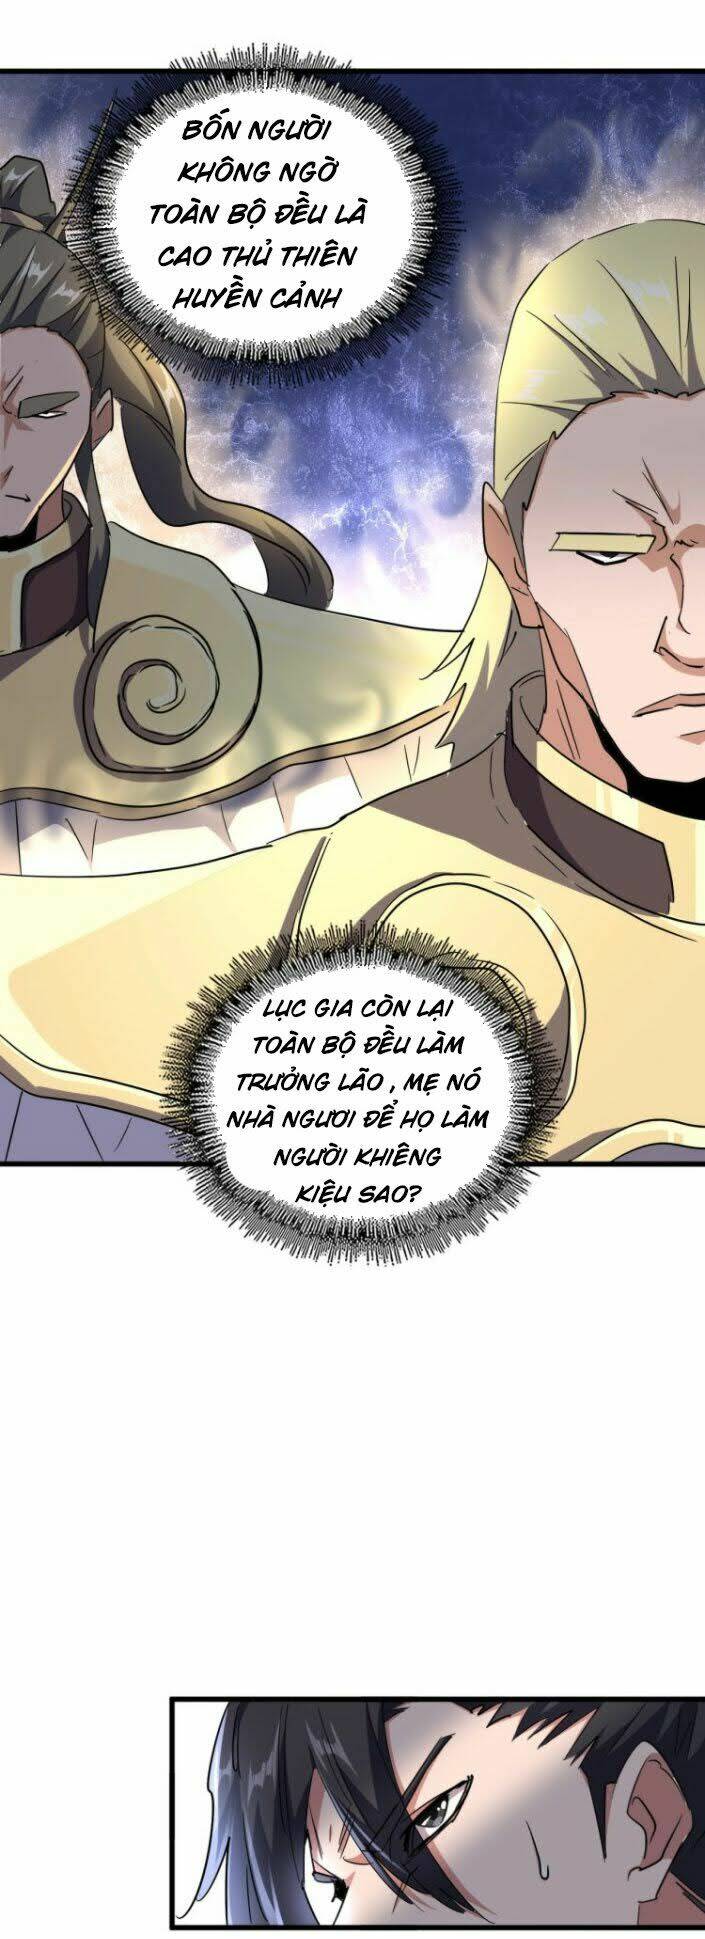 BỐN NGƯỜI
KHÔNG NGỜ
TOÀN BỘ ĐỀU LÀ
CAO THỦ THIÊN
HUYỀN CẢNH
LỤC GIA CÒN LẠI
TOÀN BỘ ĐỀU LÀM
TRƯỞNG LÃO , MẸ NÓ
NHÀ NGƯƠI ĐỂ HỌ LÀM
NGƯỜI KHIÊNG
KIỆU SAO?